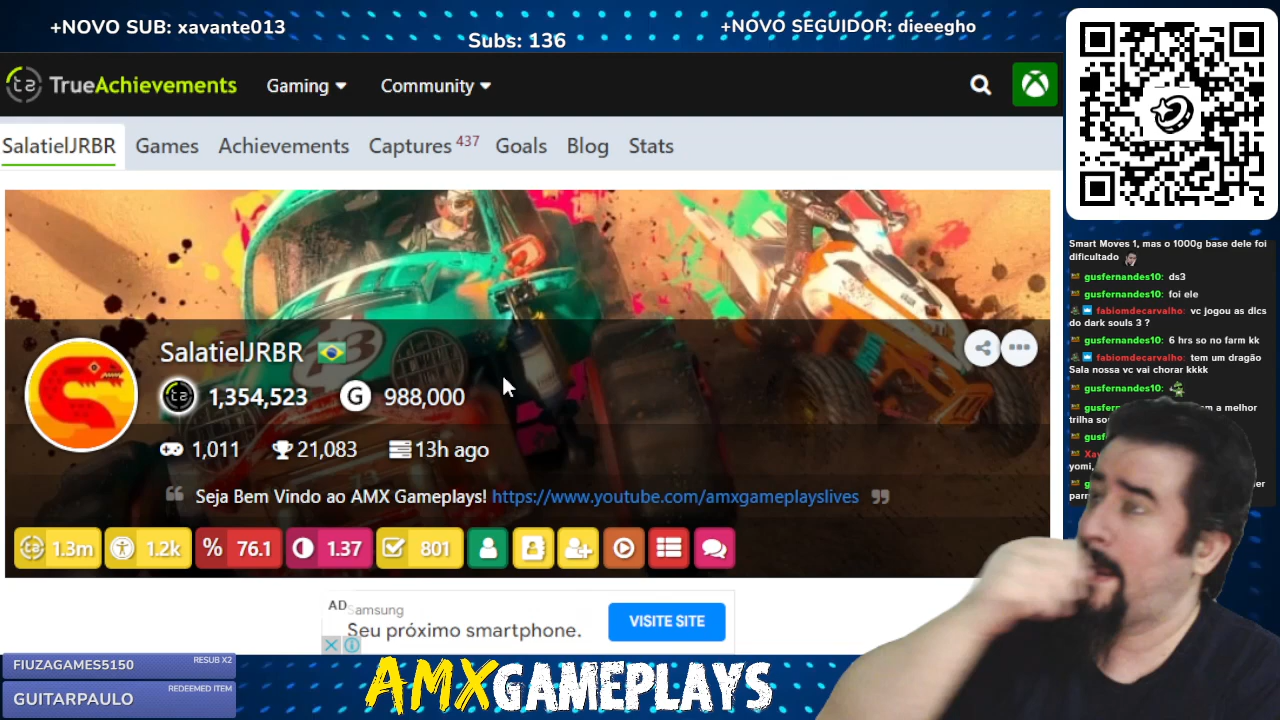 +NOVO SUB: xavante013
Subs: 136
+NOVO SEGUIDOR: dieeegho
ta TrueAchievements Gaming Community
SalatielJRBR Games Achievements Captures 437 Goals Blog Stats
SalatielJRBR
ta 1,354,523 G 988,000
1,011 21,083 13h ago
Seja Bem Vindo ao AMX Gameplays! https://www.youtube.com/amxgameplayslives
1.3m 1.2k % 76.1 1.37 801
AD Samsung
Seu próximo smartphone.
VISITE SITE
FIUZAGAMES5150 RESUB X2
GUITARPAULO REDEEMED ITEM
AMXGAMEPLAYS
Smart Moves 1, mas o 1000g base dele foi
dificultado
gusfernandes10: ds3
gusfernandes10: foi ele
fabiomdecarvalho: vc jogou as dlcs
do dark souls 3 ?
gusfernandes10: 6 hrs so no farm kk
fabiomdecarvalho: tem um dragão
Sala nossa vc vai chorar kkkk
gusfernandes10:
a melhor
trilha
yomi,